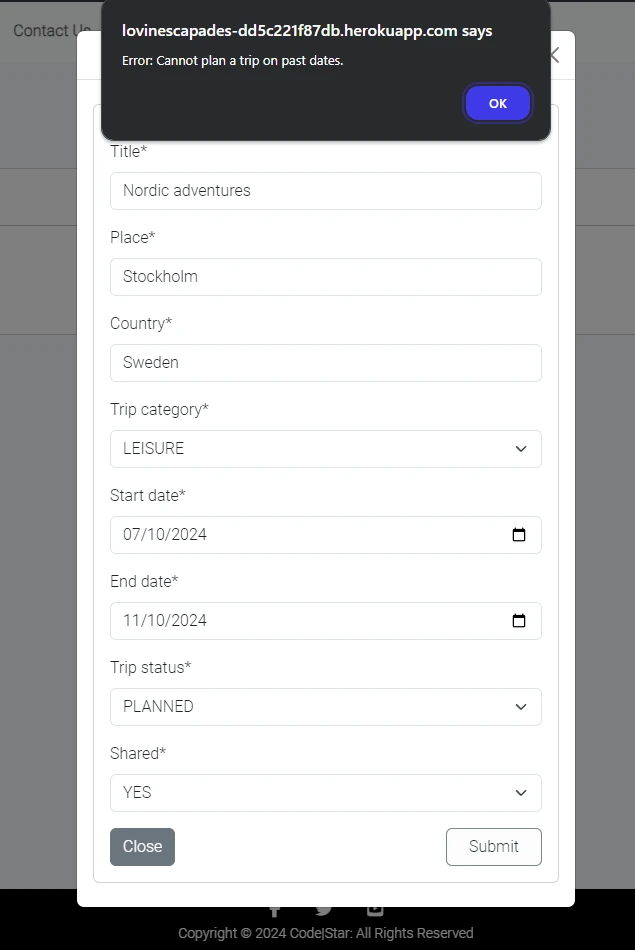 Contact Us
lovinescapades-dd5c221f87db.herokuapp.com says
Error: Cannot plan a trip on past dates.
OK
Title*
Nordic adventures
Place*
Stockholm
Country*
Sweden
Trip category*
LEISURE
Start date*
07/10/2024
End date*
11/10/2024
Trip status*
PLANNED
Shared*
YES
Close
Submit
Copyright © 2024 Code|Star: All Rights Reserved